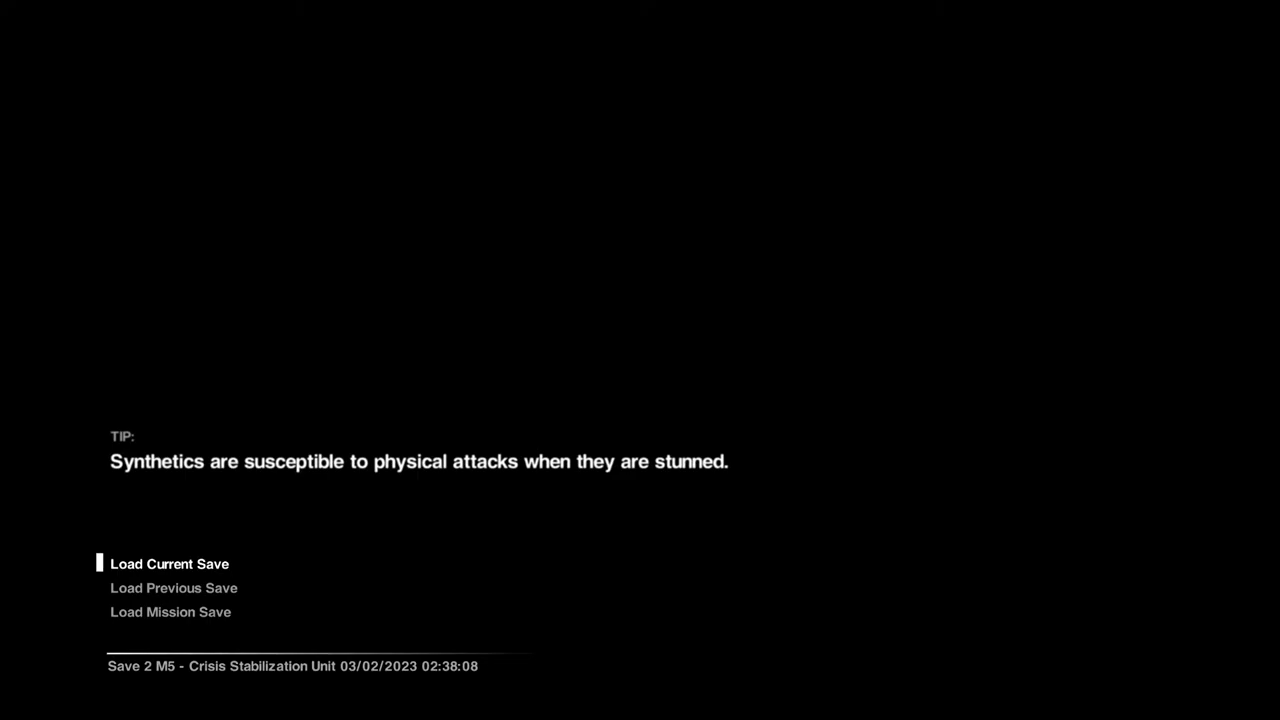 TIP:
Synthetics are susceptible to physical attacks when they are stunned.
Load Current Save
Load Previous Save
Load Mission Save
Save 2 M5 - Crisis Stabilization Unit 03/02/2023 02:38:08